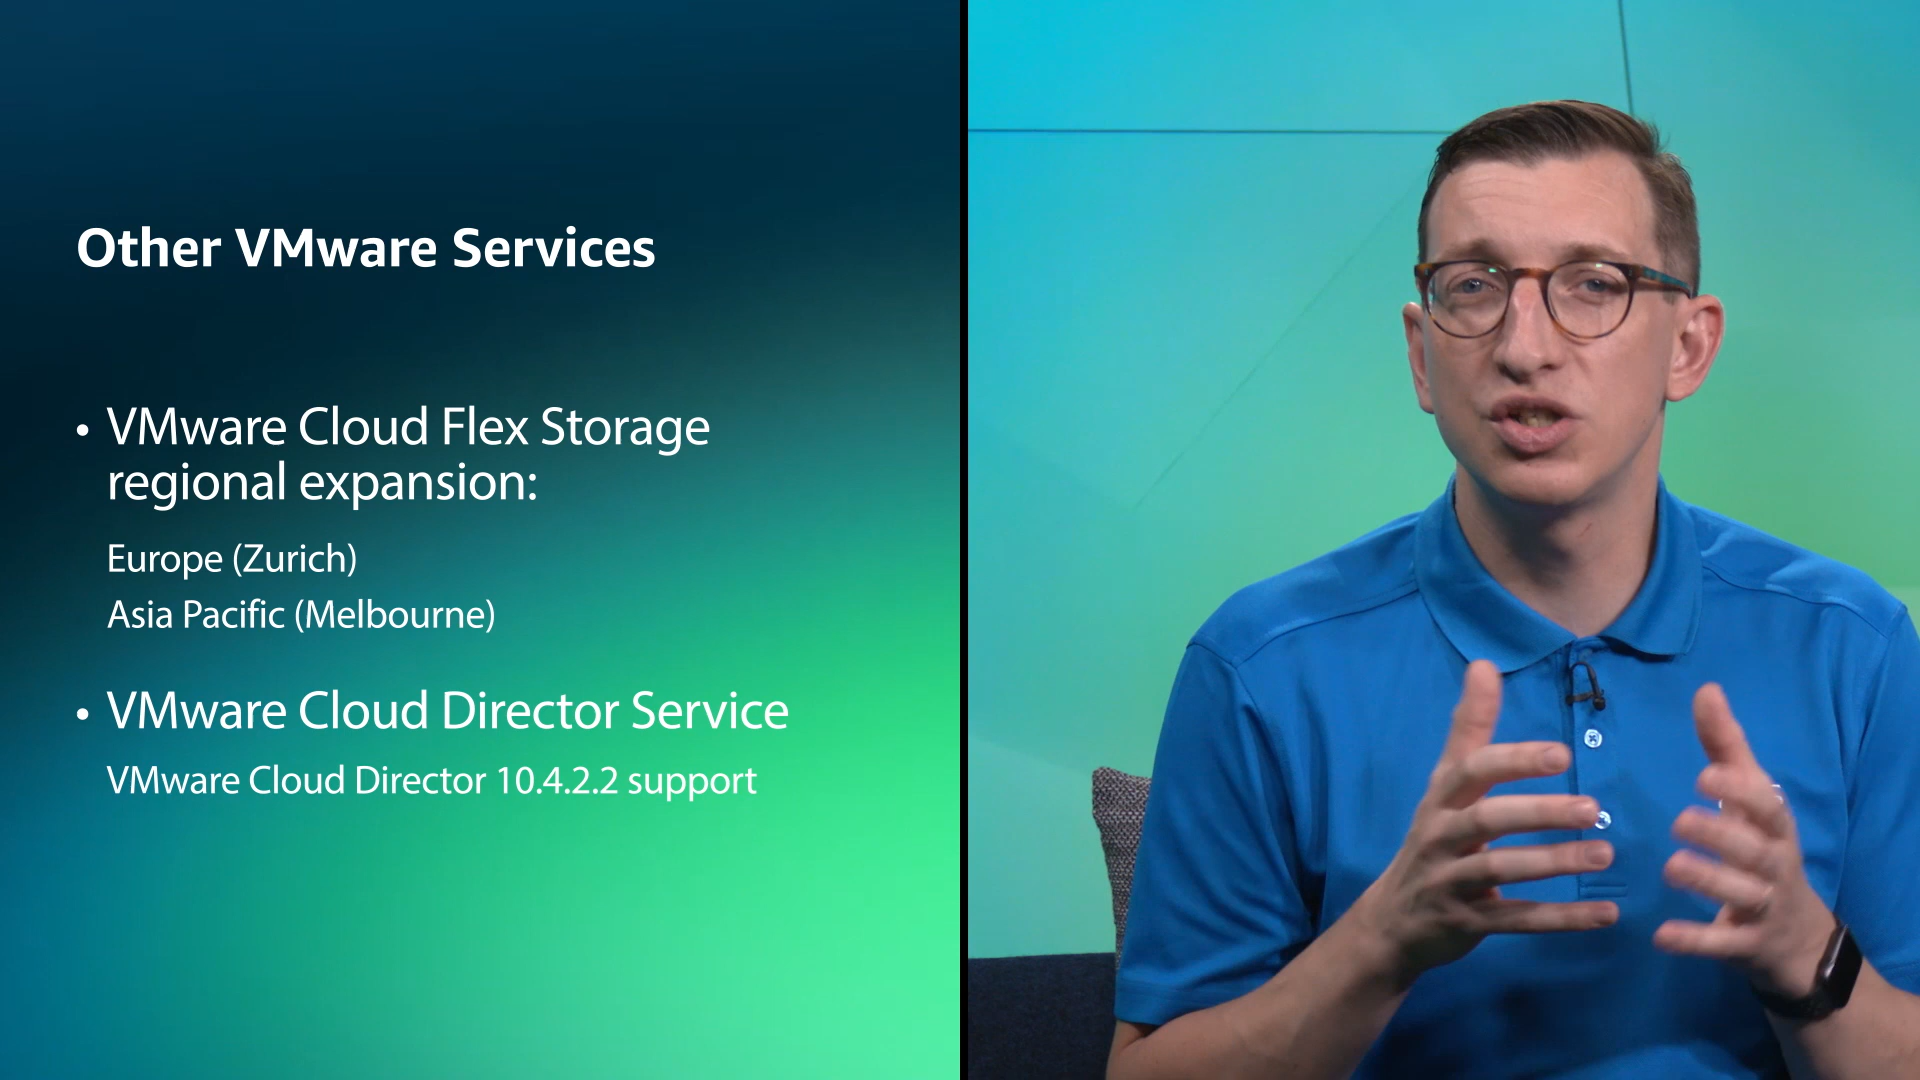 Other VMware Services
• VMware Cloud Flex Storage
regional expansion:
Europe (Zurich)
Asia Pacific (Melbourne)
• VMware Cloud Director Service
VMware Cloud Director 10.4.2.2 support